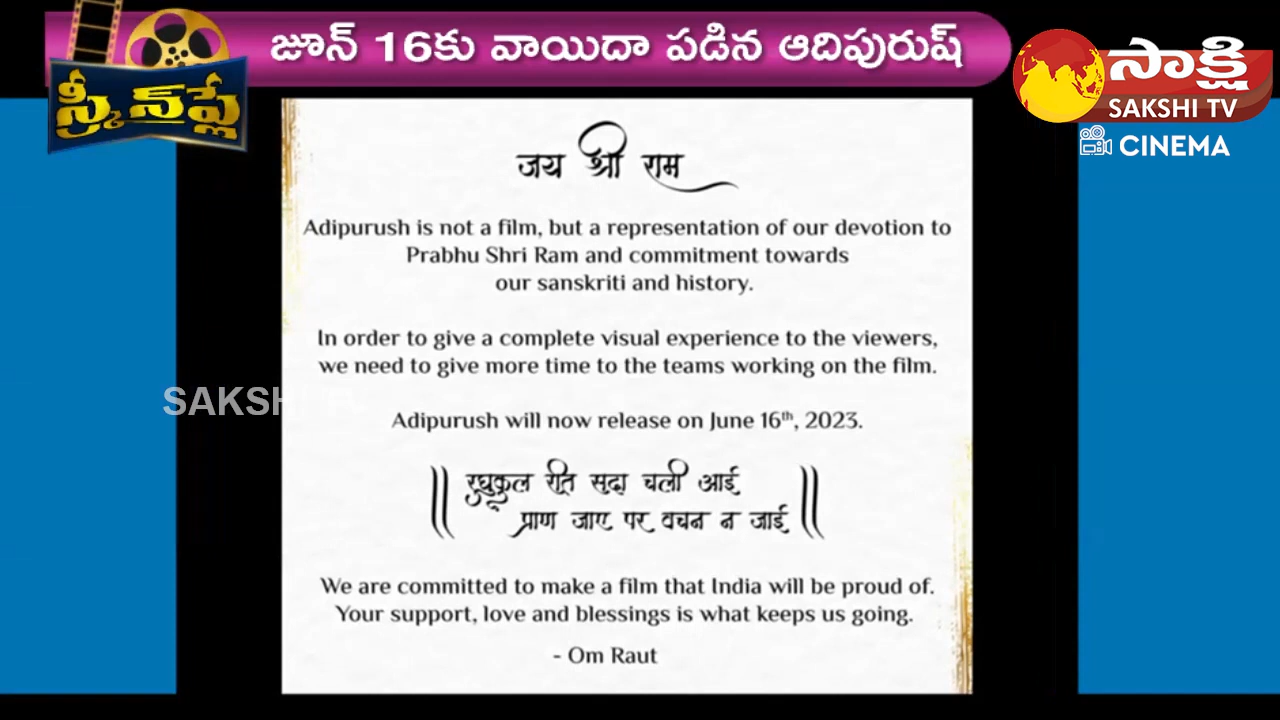 జూన్ 16కు వాయిదా పడిన ఆదిపురుష్
స్క్రీన్‌ప్లే
సాక్షి
SAKSHI TV
CINEMA
जय श्री राम
Adipurush is not a film, but a representation of our devotion to
Prabhu Shri Ram and commitment towards
our sanskriti and history.
In order to give a complete visual experience to the viewers,
we need to give more time to the teams working on the film.
SAKSHI
Adipurush will now release on June 16th, 2023.
॥ रघुकुल रीत सदा चली आई
प्राण जाए पर वचन न जाई ॥
We are committed to make a film that India will be proud of.
Your support, love and blessings is what keeps us going.
- Om Raut